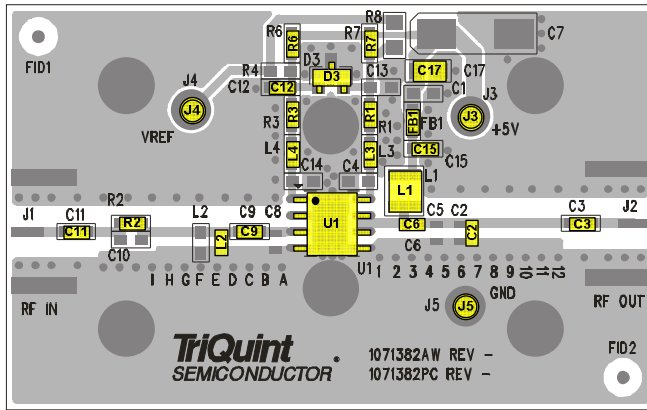 R8
R6
R6
R7
R7
C7
FID1
D3
D3
R4
C13
C17
C17
J4
J4
C12
C12
C1
J3
J3
VREF
R3
R3
R1
R1
FB1
FB1
+5V
L4
L4
L3
L3
C15
C15
C14
C4
L1
L1
J1
C11
C11
R2
R2
C10
L2
L2
C9
C9
C8
U1
U1
C6
C6
C5
C2
C2
C3
C3
J2
I H G F E D C B A
1 2 3 4 5 6 7 8 9 10 11 12
RF IN
J5
J5
GND
RF OUT
TriQuint
SEMICONDUCTOR
1071382AW REV -
1071382PC REV -
FID2